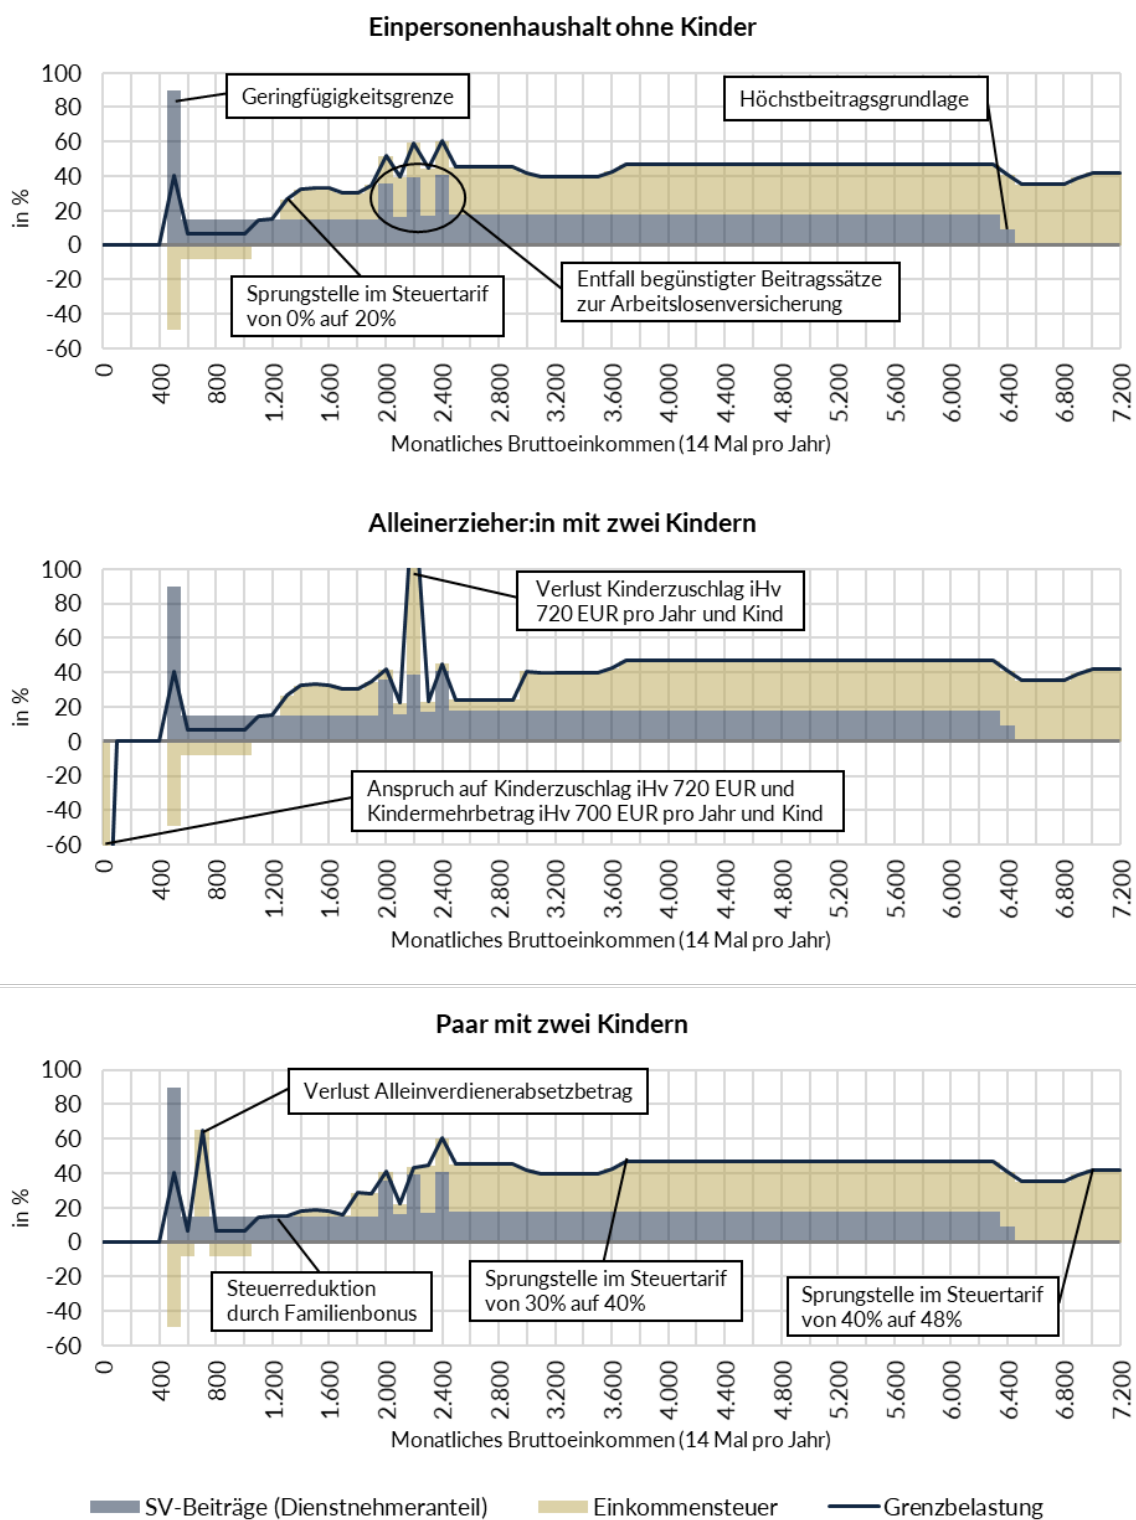 Einpersonenhaushalt ohne Kinder
100
80
60
40
20
0
-20
-40
-60
in %
Geringfügigkeitsgrenze
Höchstbeitragsgrundlage
Sprungstelle im Steuertarif
von 0% auf 20%
Entfall begünstigter Beitragssätze
zur Arbeitslosenversicherung
0 400 800 1.200 1.600 2.000 2.400 2.800 3.200 3.600 4.000 4.400 4.800 5.200 5.600 6.000 6.400 6.800 7.200
Monatliches Bruttoeinkommen (14 Mal pro Jahr)
Alleinerzieher:in mit zwei Kindern
100
80
60
40
20
0
-20
-40
-60
in %
Verlust Kinderzuschlag iHv
720 EUR pro Jahr und Kind
Anspruch auf Kinderzuschlag iHv 720 EUR und
Kindermehrbetrag iHv 700 EUR pro Jahr und Kind
0 400 800 1.200 1.600 2.000 2.400 2.800 3.200 3.600 4.000 4.400 4.800 5.200 5.600 6.000 6.400 6.800 7.200
Monatliches Bruttoeinkommen (14 Mal pro Jahr)
Paar mit zwei Kindern
100
80
60
40
20
0
-20
-40
-60
in %
Verlust Alleinverdienerabsetzbetrag
Steuerreduktion
durch Familienbonus
Sprungstelle im Steuertarif
von 30% auf 40%
Sprungstelle im Steuertarif
von 40% auf 48%
0 400 800 1.200 1.600 2.000 2.400 2.800 3.200 3.600 4.000 4.400 4.800 5.200 5.600 6.000 6.400 6.800 7.200
Monatliches Bruttoeinkommen (14 Mal pro Jahr)
SV-Beiträge (Dienstnehmeranteil) Einkommensteuer Grenzbelastung